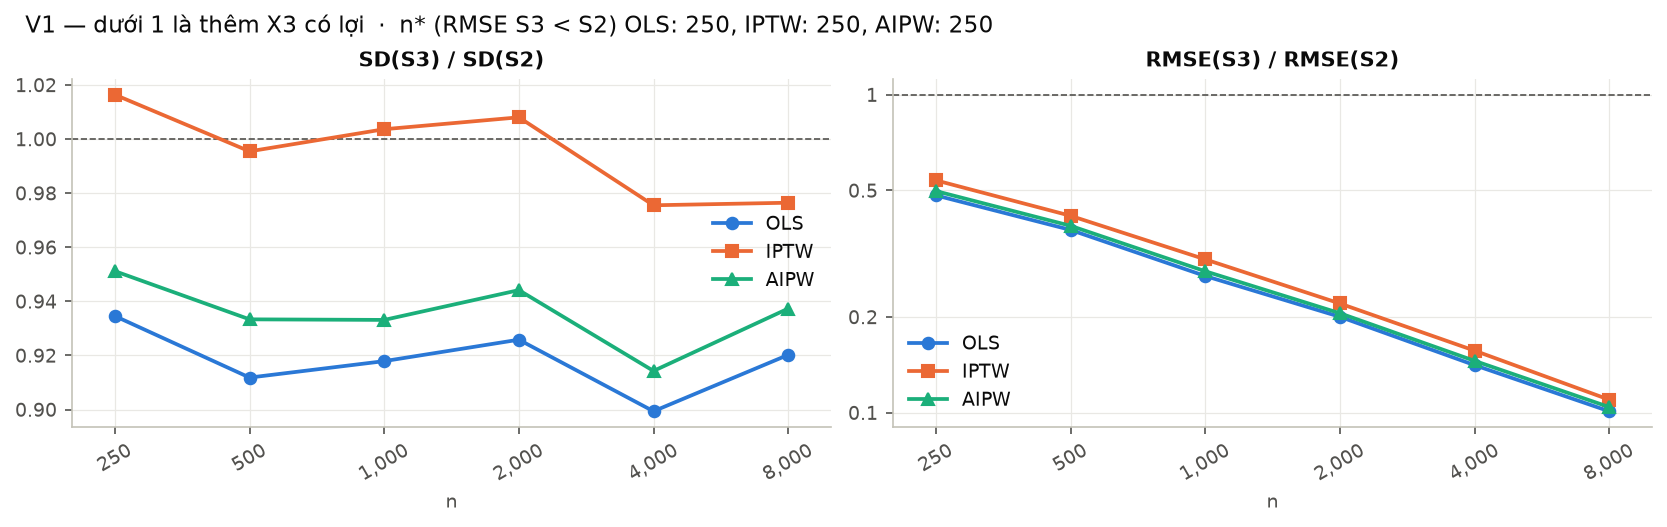 V1 — dưới 1 là thêm X3 có lợi · n* (RMSE S3 < S2) OLS: 250, IPTW: 250, AIPW: 250
SD(S3) / SD(S2)
1.02
1.00
0.98
0.96
0.94
0.92
0.90
OLS
IPTW
AIPW
250
500
1,000
2,000
4,000
8,000
n
RMSE(S3) / RMSE(S2)
1
0.5
0.2
0.1
OLS
IPTW
AIPW
250
500
1,000
2,000
4,000
8,000
n